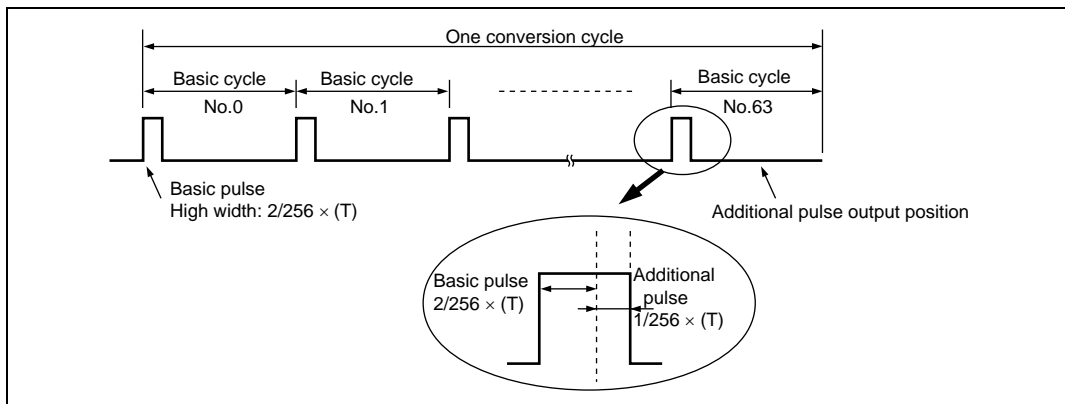 One conversion cycle
Basic cycle
No.0
Basic cycle
No.1
Basic cycle
No.63
Basic pulse
High width: 2/256 × (T)
Additional pulse output position
Basic pulse
2/256 × (T)
Additional
pulse
1/256 × (T)